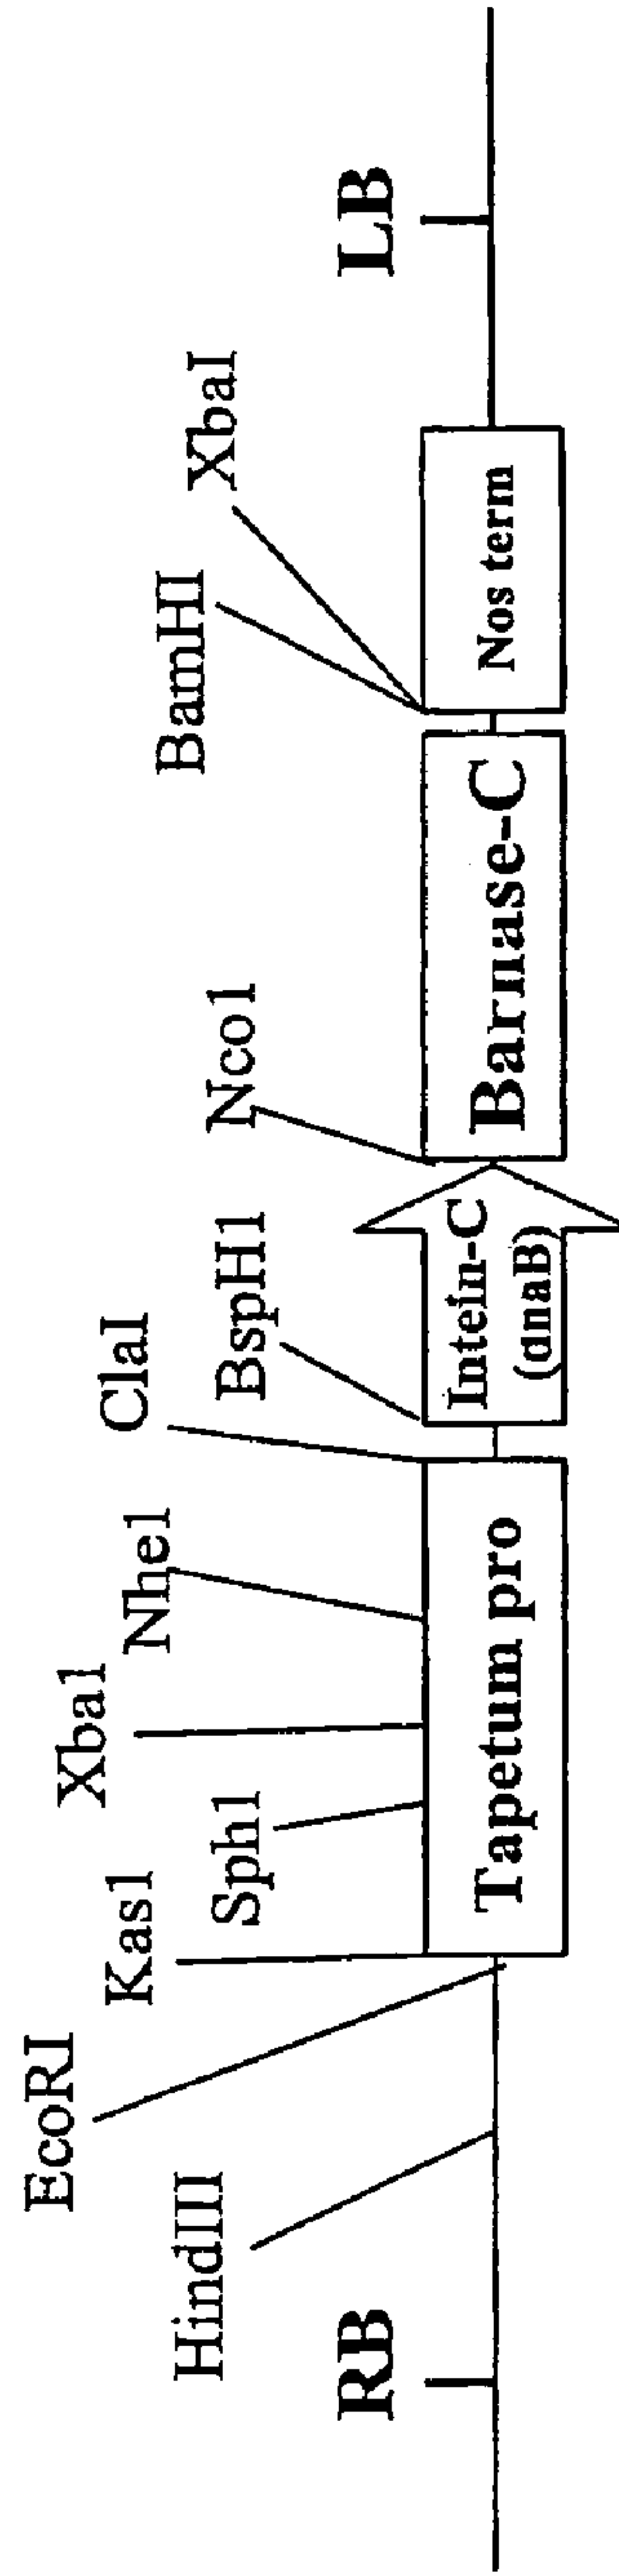 RB
HindIII
EcoRI
Kas1
Sph1
Xba1
Nhe1
ClaI
BspH1
Nco1
BamHI
XbaI
LB
Tapetum pro
Intein-C
(dnaB)
Barnase-C
Nos term